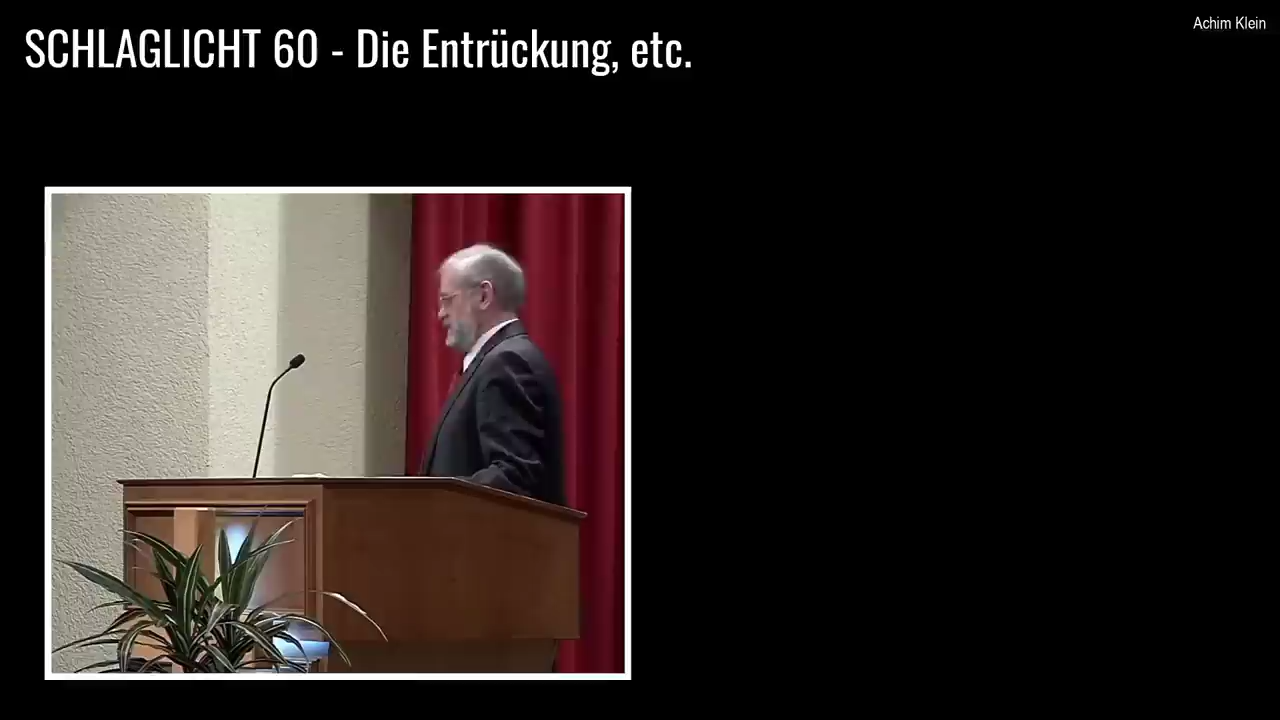 SCHLAGLICHT 60 - Die Entrückung, etc.
Achim Klein